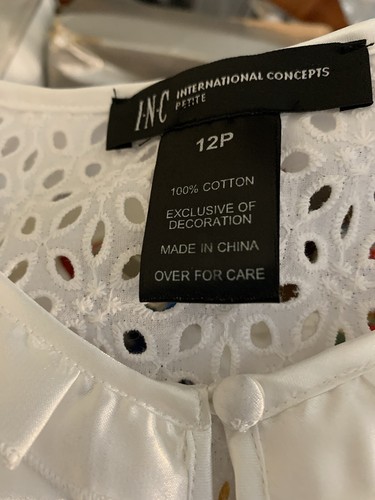 I·N·C INTERNATIONAL CONCEPTS
PETITE
12P
100% COTTON
EXCLUSIVE OF
DECORATION
MADE IN CHINA
OVER FOR CARE